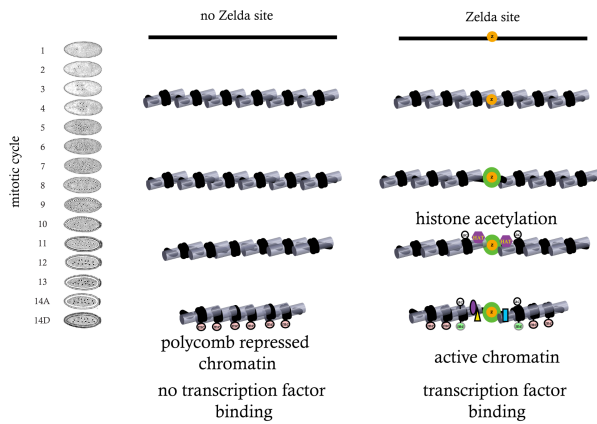 no Zelda site
Zelda site
mitotic cycle
1
2
3
4
5
6
7
8
9
10
11
12
13
14A
14D
histone acetylation
polycomb repressed
chromatin
active chromatin
no transcription factor
binding
transcription factor
binding